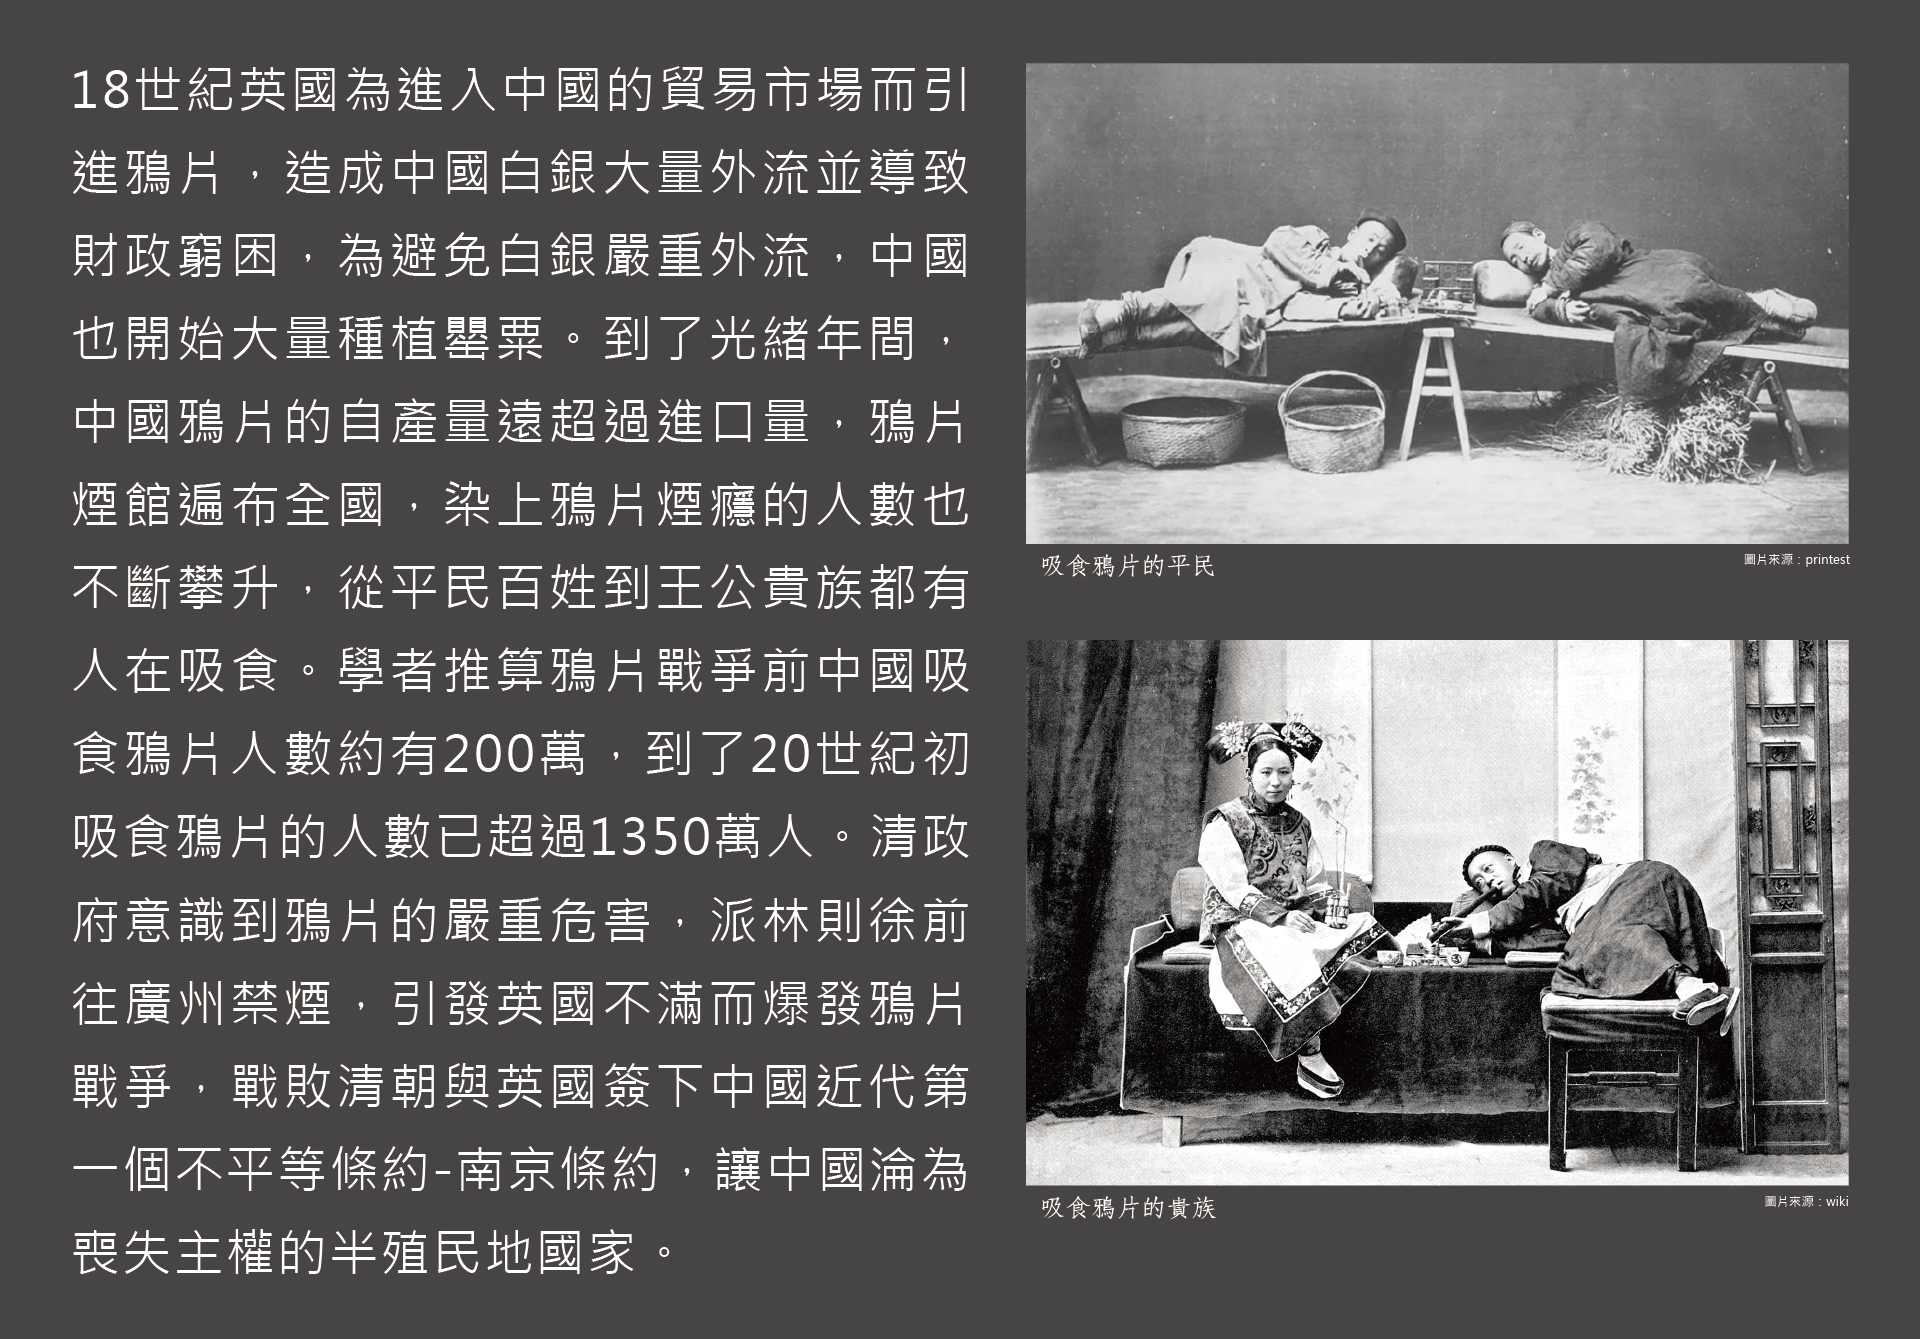 18世紀英國為進入中國的貿易市場而引
進鴉片，造成中國白銀大量外流並導致
財政窮困，為避免白銀嚴重外流，中國
也開始大量種植罌粟。到了光緒年間，
中國鴉片的自產量遠超過進口量，鴉片
煙館遍布全國，染上鴉片煙癮的人數也
不斷攀升，從平民百姓到王公貴族都有
人在吸食。學者推算鴉片戰爭前中國吸
食鴉片人數約有200萬，到了20世紀初
吸食鴉片的人數已超過1350萬人。清政
府意識到鴉片的嚴重危害，派林則徐前
往廣州禁煙，引發英國不滿而爆發鴉片
戰爭，戰敗清朝與英國簽下中國近代第
一個不平等條約-南京條約，讓中國淪為
喪失主權的半殖民地國家。
吸食鴉片的平民
圖片來源：printest
吸食鴉片的貴族
圖片來源：wiki